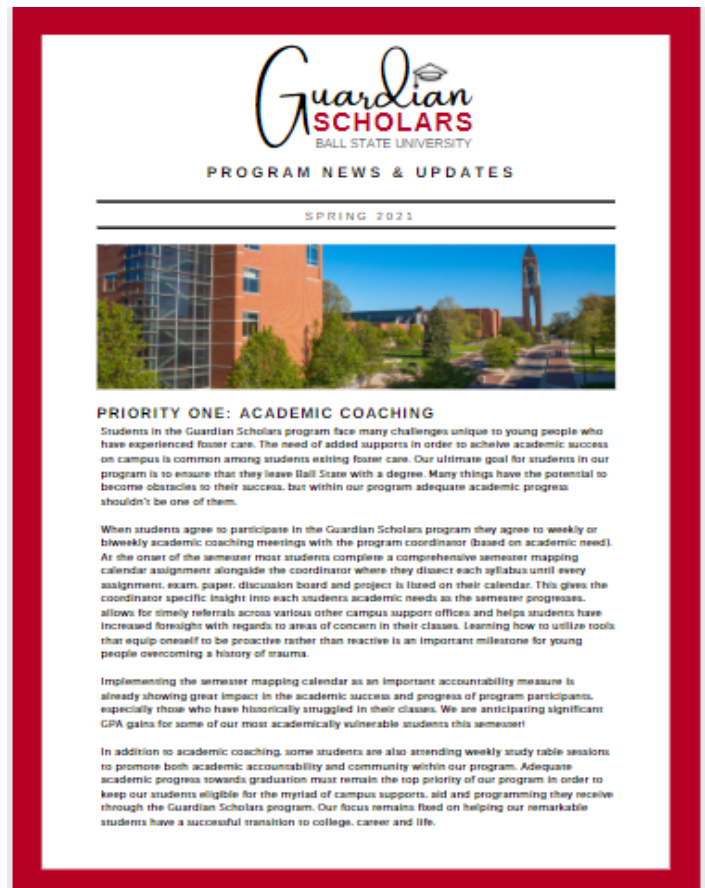 Guardian
SCHOLARS
BALL STATE UNIVERSITY
PROGRAM NEWS & UPDATES
SPRING 2021
PRIORITY ONE: ACADEMIC COACHING
Students in the Guardian Scholars program face many challenges unique to young people who
have experienced foster care. The need of added supports in order to acheive academic success
on campus is common among students exiting foster care. Our ultimate goal for students in our
program is to ensure that they leave Ball State with a degree. Many things have the potential to
become obstacles to their success, but within our program adequate academic progress
shouldn't be one of them.
When students agree to participate in the Guardian Scholars program they agree to weekly or
biweekly academic coaching meetings with the program coordinator (based on academic need).
At the onset of the semester most students complete a comprehensive semester mapping
calendar assignment alongside the coordinator where they dissect each syllabus until every
assignment, exam, paper, discussion board and project is listed on their calendar. This gives the
coordinator specific insight into each students academic needs as the semester progresses,
allows for timely referrals across various other campus support offices and helps students have
increased foresight with regards to areas of concern in their classes. Learning how to utilize tools
that equip oneself to be proactive rather than reactive is an important milestone for young
people overcoming a history of trauma.
Implementing the semester mapping calendar as an important accountability measure is
already showing great impact in the academic success and progress of program participants,
especially those who have historically struggled in their classes. We are anticipating significant
GPA gains for some of our most academically vulnerable students this semester!
In addition to academic coaching, some students are also attending weekly study table sessions
to promote both academic accountability and community within our program. Adequate
academic progress towards graduation must remain the top priority of our program in order to
keep our students eligible for the myriad of campus supports, aid and programming they receive
through the Guardian Scholars program. Our focus remains fixed on helping our remarkable
students have a successful transition to college, career and life.